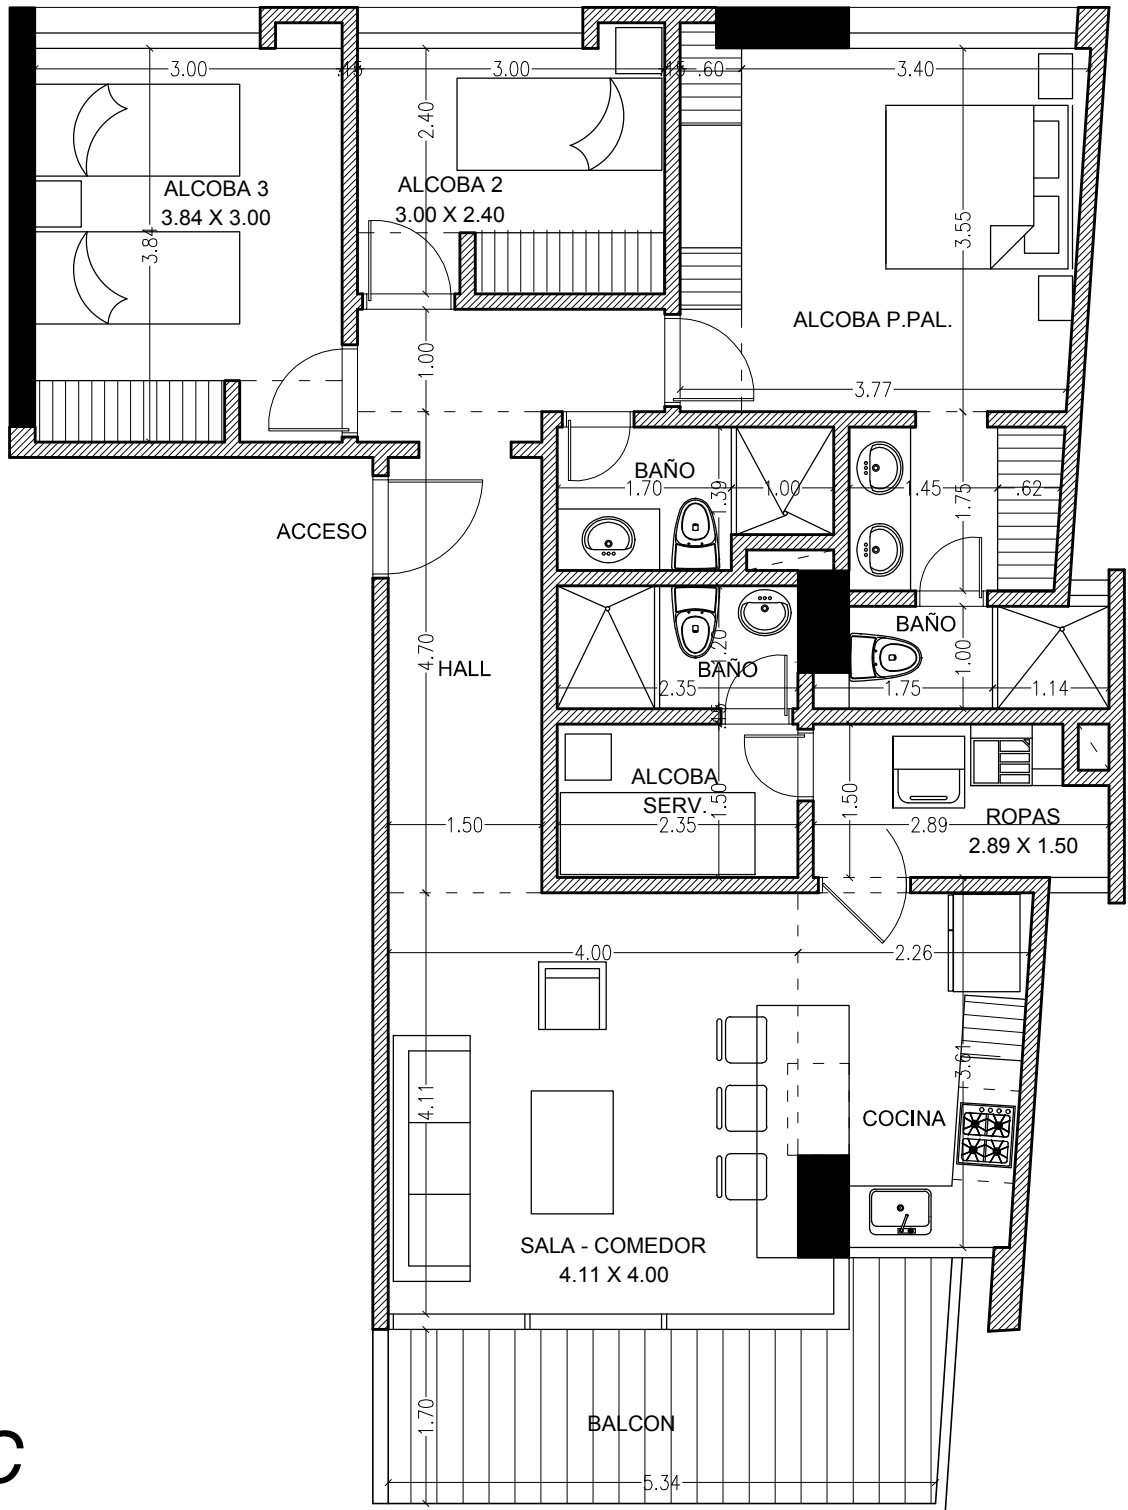 3.00
.15
3.00
.15
.60
3.40
2.40
ALCOBA 3
3.84 X 3.00
3.84
ALCOBA 2
3.00 X 2.40
3.55
ALCOBA P.PAL.
1.00
3.77
BAÑO
1.70
1.39
1.00
1.45
1.75
.62
ACCESO
4.70
HALL
BAÑO
1.20
2.35
BAÑO
1.00
1.75
1.14
.15
ALCOBA
SERV.
1.50
2.35
1.50
1.50
2.89
ROPAS
2.89 X 1.50
4.00
2.26
4.11
3.61
COCINA
SALA - COMEDOR
4.11 X 4.00
1.70
BALCON
5.34
C